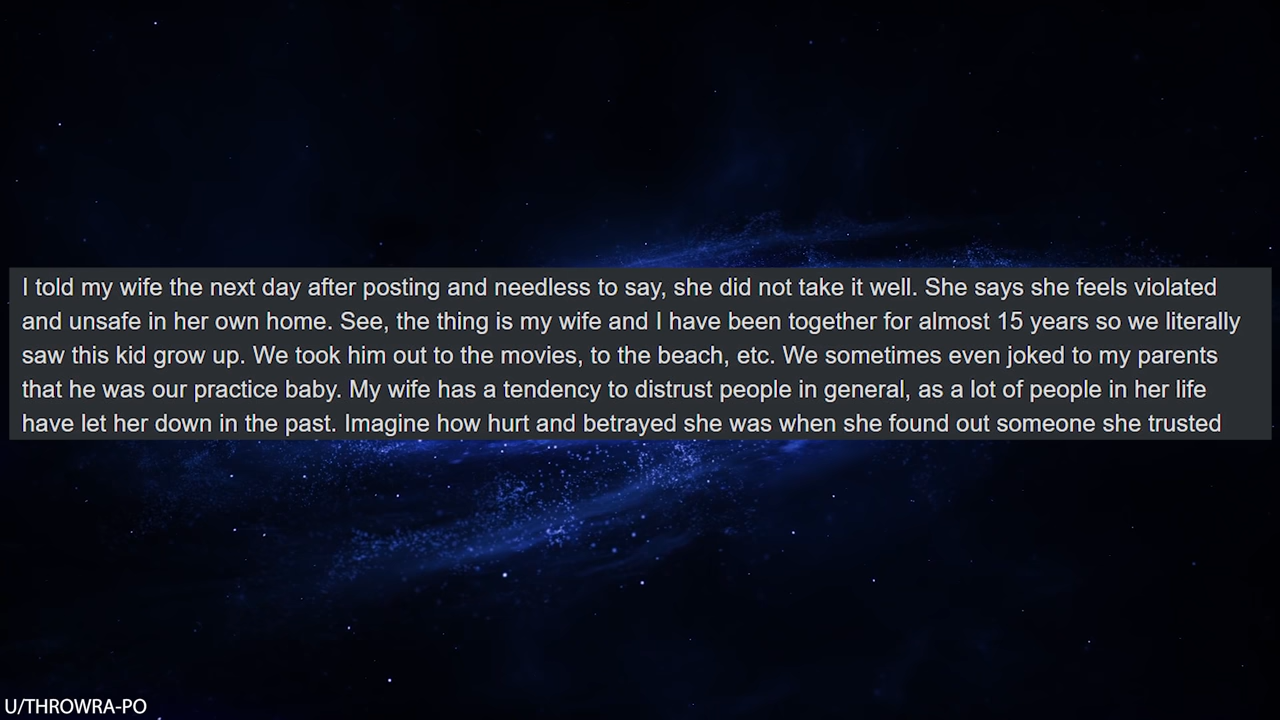 I told my wife the next day after posting and needless to say, she did not take it well. She says she feels violated
and unsafe in her own home. See, the thing is my wife and I have been together for almost 15 years so we literally
saw this kid grow up. We took him out to the movies, to the beach, etc. We sometimes even joked to my parents
that he was our practice baby. My wife has a tendency to distrust people in general, as a lot of people in her life
have let her down in the past. Imagine how hurt and betrayed she was when she found out someone she trusted
U/THROWRA-PO